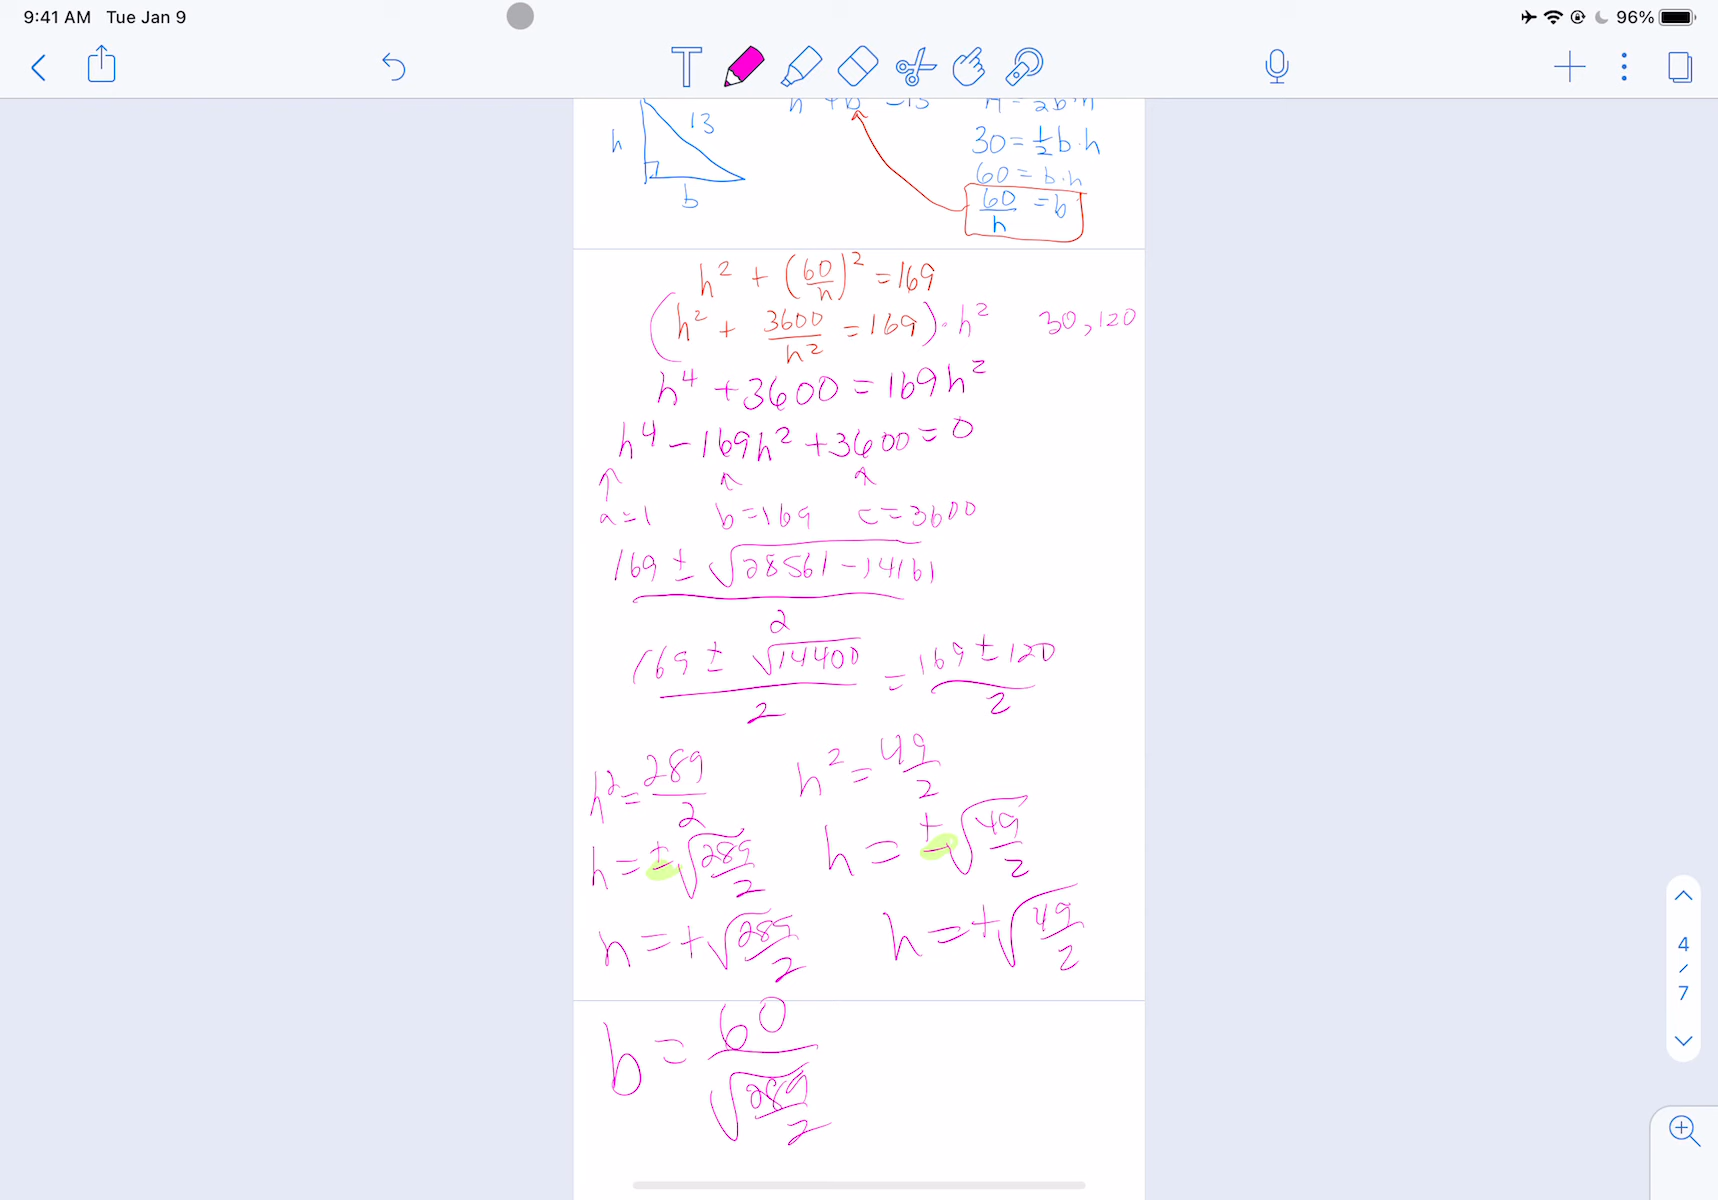 9:41 AM Tue Jan 9
96%
T
h
13
b
h + b = 13
A = 2b·h
30 = 1/2 b·h
60 = b·h
60/h = b
h² + (60/h)² = 169
(h² + 3600/h² = 169)·h²
30, 120
h⁴ + 3600 = 169h²
h⁴ - 169h² + 3600 = 0
a=1 b=169 c=3600
169 ± √28561 - 14161
2
169 ± √14400 / 2 = 169 ± 120 / 2
h² = 289/2 h² = 49/2
h = ±√289/2 h = ±√49/2
h = +√289/2 h = +√49/2
b = 60 / √289/2
4
/
7